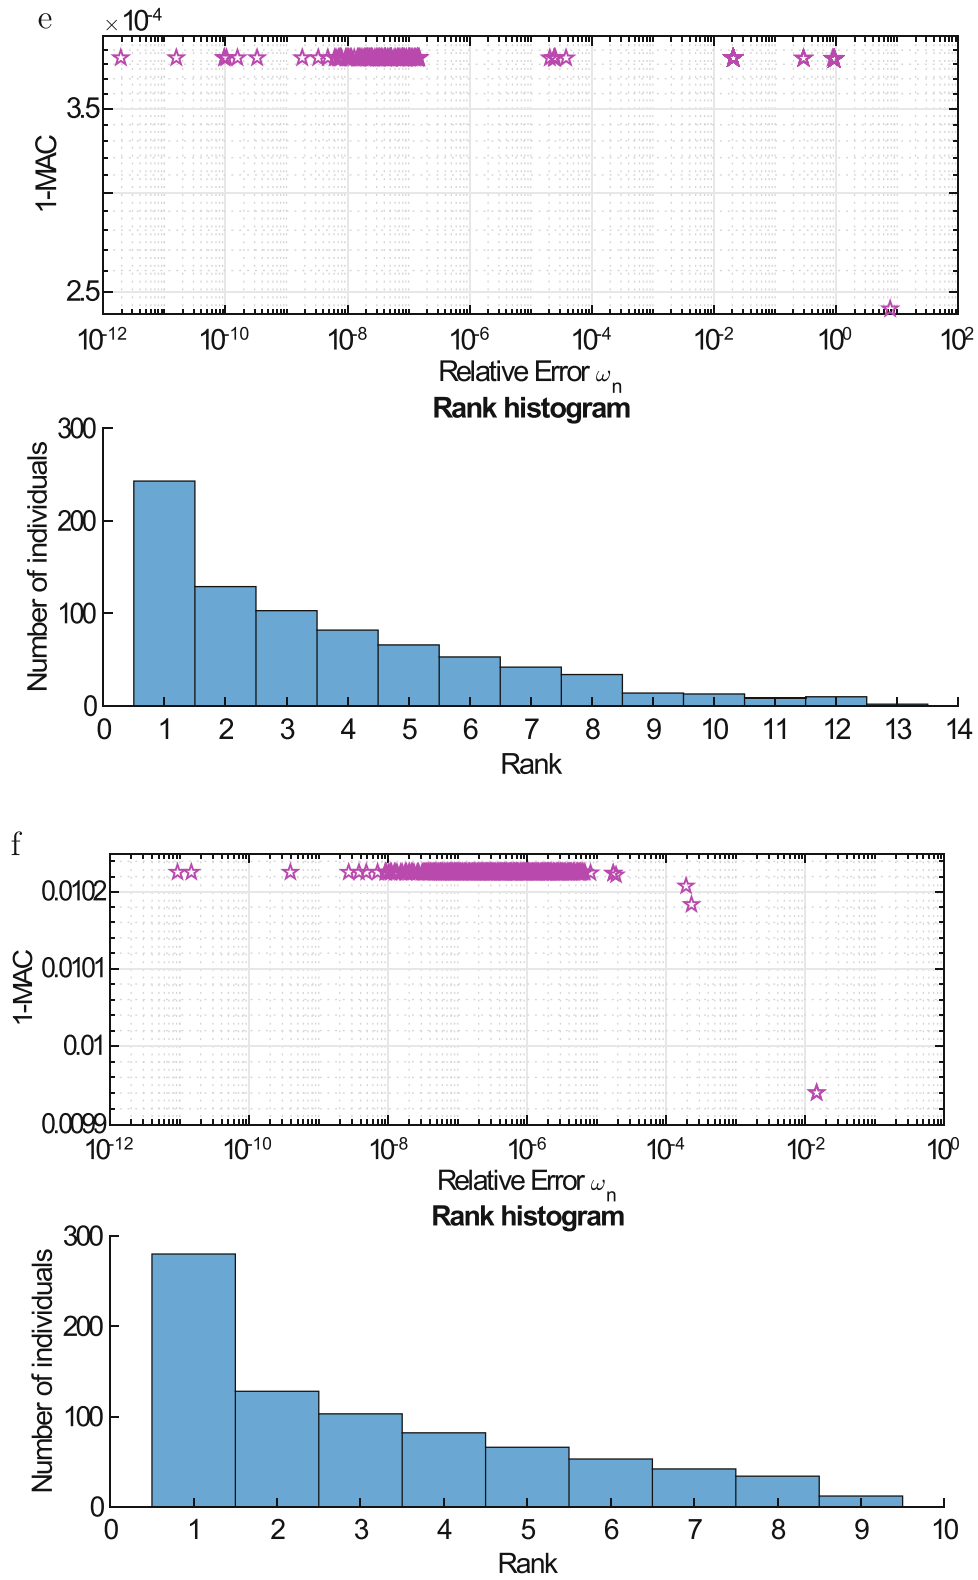 e
×10-4
3.5
1-MAC
2.5
10-12 10-10 10-8 10-6 10-4 10-2 100 102
Relative Error ωn
Rank histogram
300
200
100
0
Number of individuals
0 1 2 3 4 5 6 7 8 9 10 11 12 13 14
Rank
f
0.0102
0.0101
0.01
0.0099
1-MAC
10-12 10-10 10-8 10-6 10-4 10-2 100
Relative Error ωn
Rank histogram
300
200
100
0
Number of individuals
0 1 2 3 4 5 6 7 8 9 10
Rank